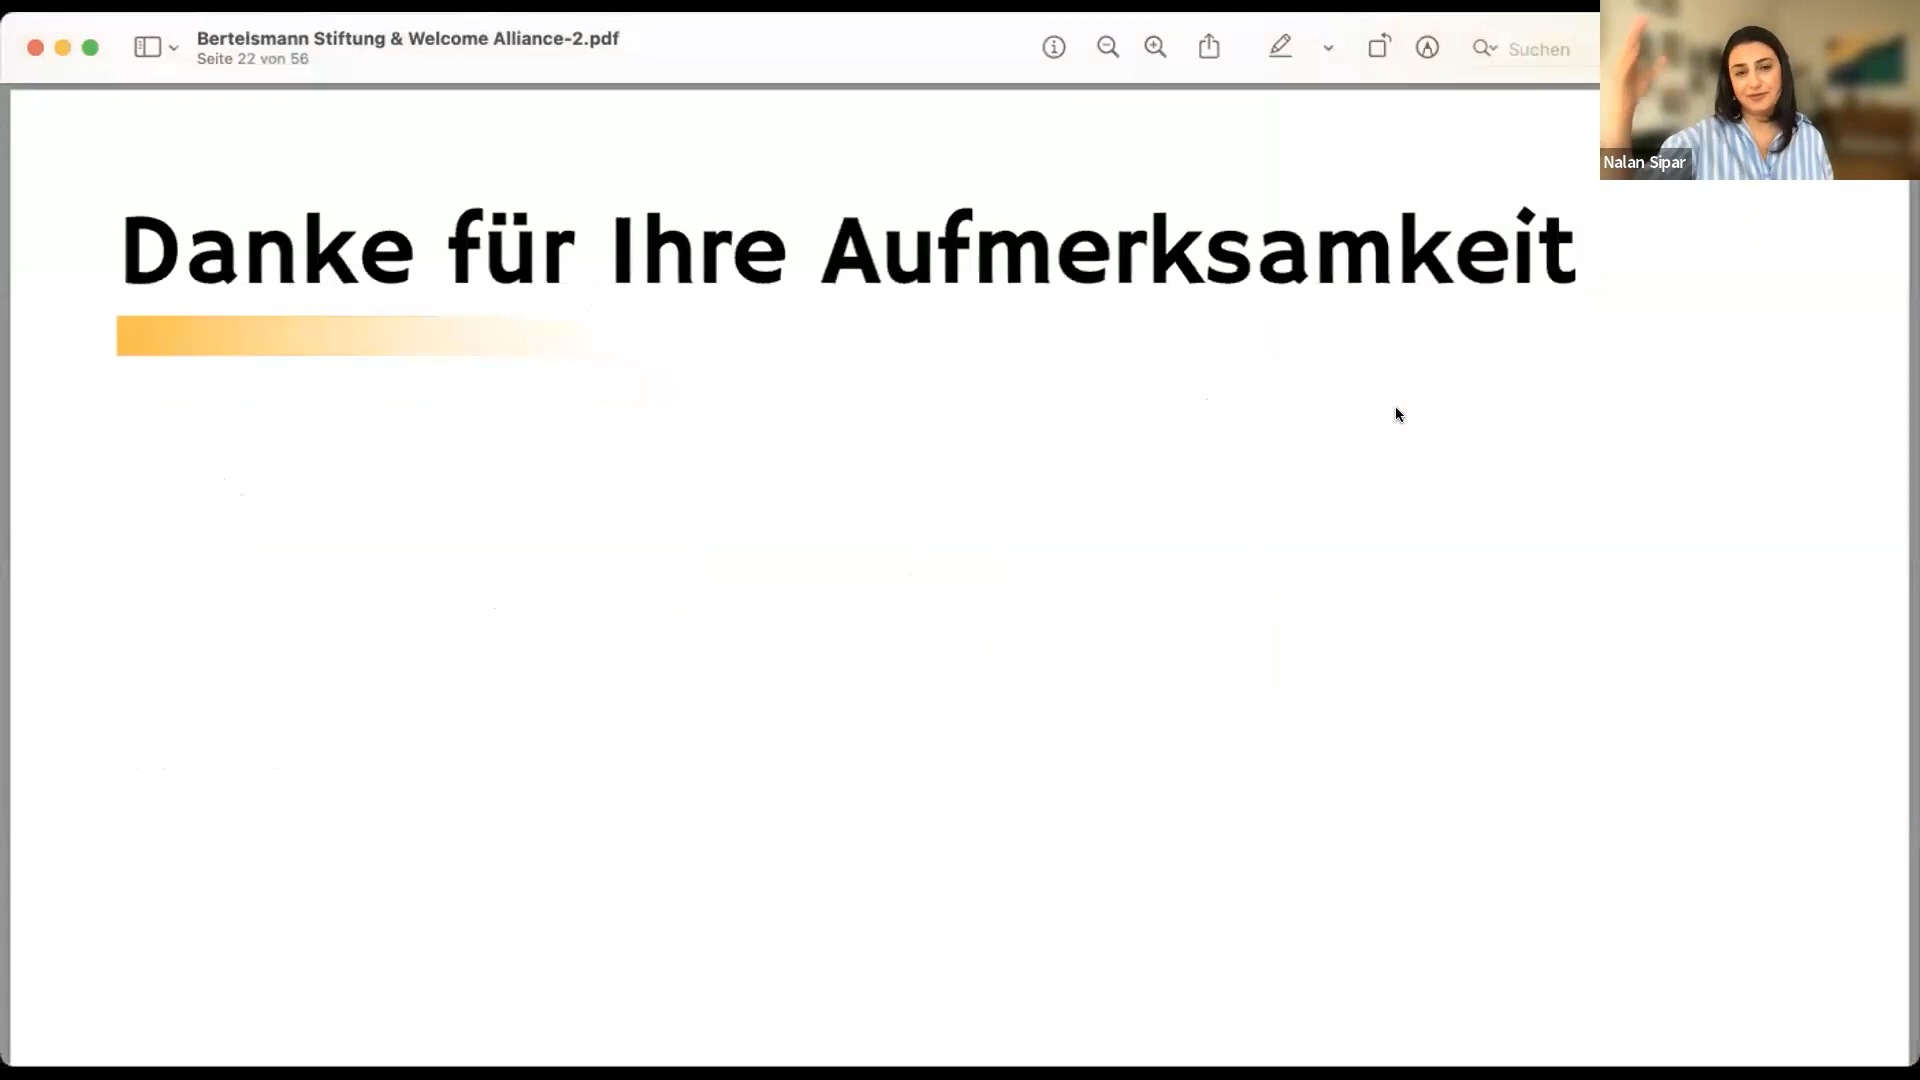 Bertelsmann Stiftung & Welcome Alliance-2.pdf
Seite 22 von 56
Suchen
Nalan Sipar
Danke für Ihre Aufmerksamkeit